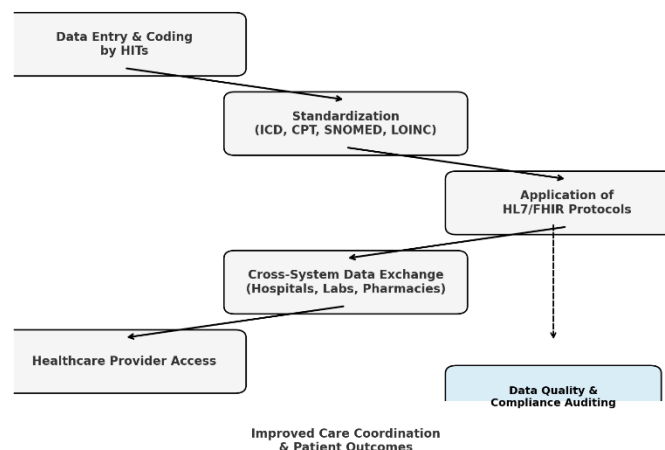 Data Entry & Coding
by HITs
Standardization
(ICD, CPT, SNOMED, LOINC)
Application of
HL7/FHIR Protocols
Cross-System Data Exchange
(Hospitals, Labs, Pharmacies)
Healthcare Provider Access
Data Quality &
Compliance Auditing
Improved Care Coordination
& Patient Outcomes